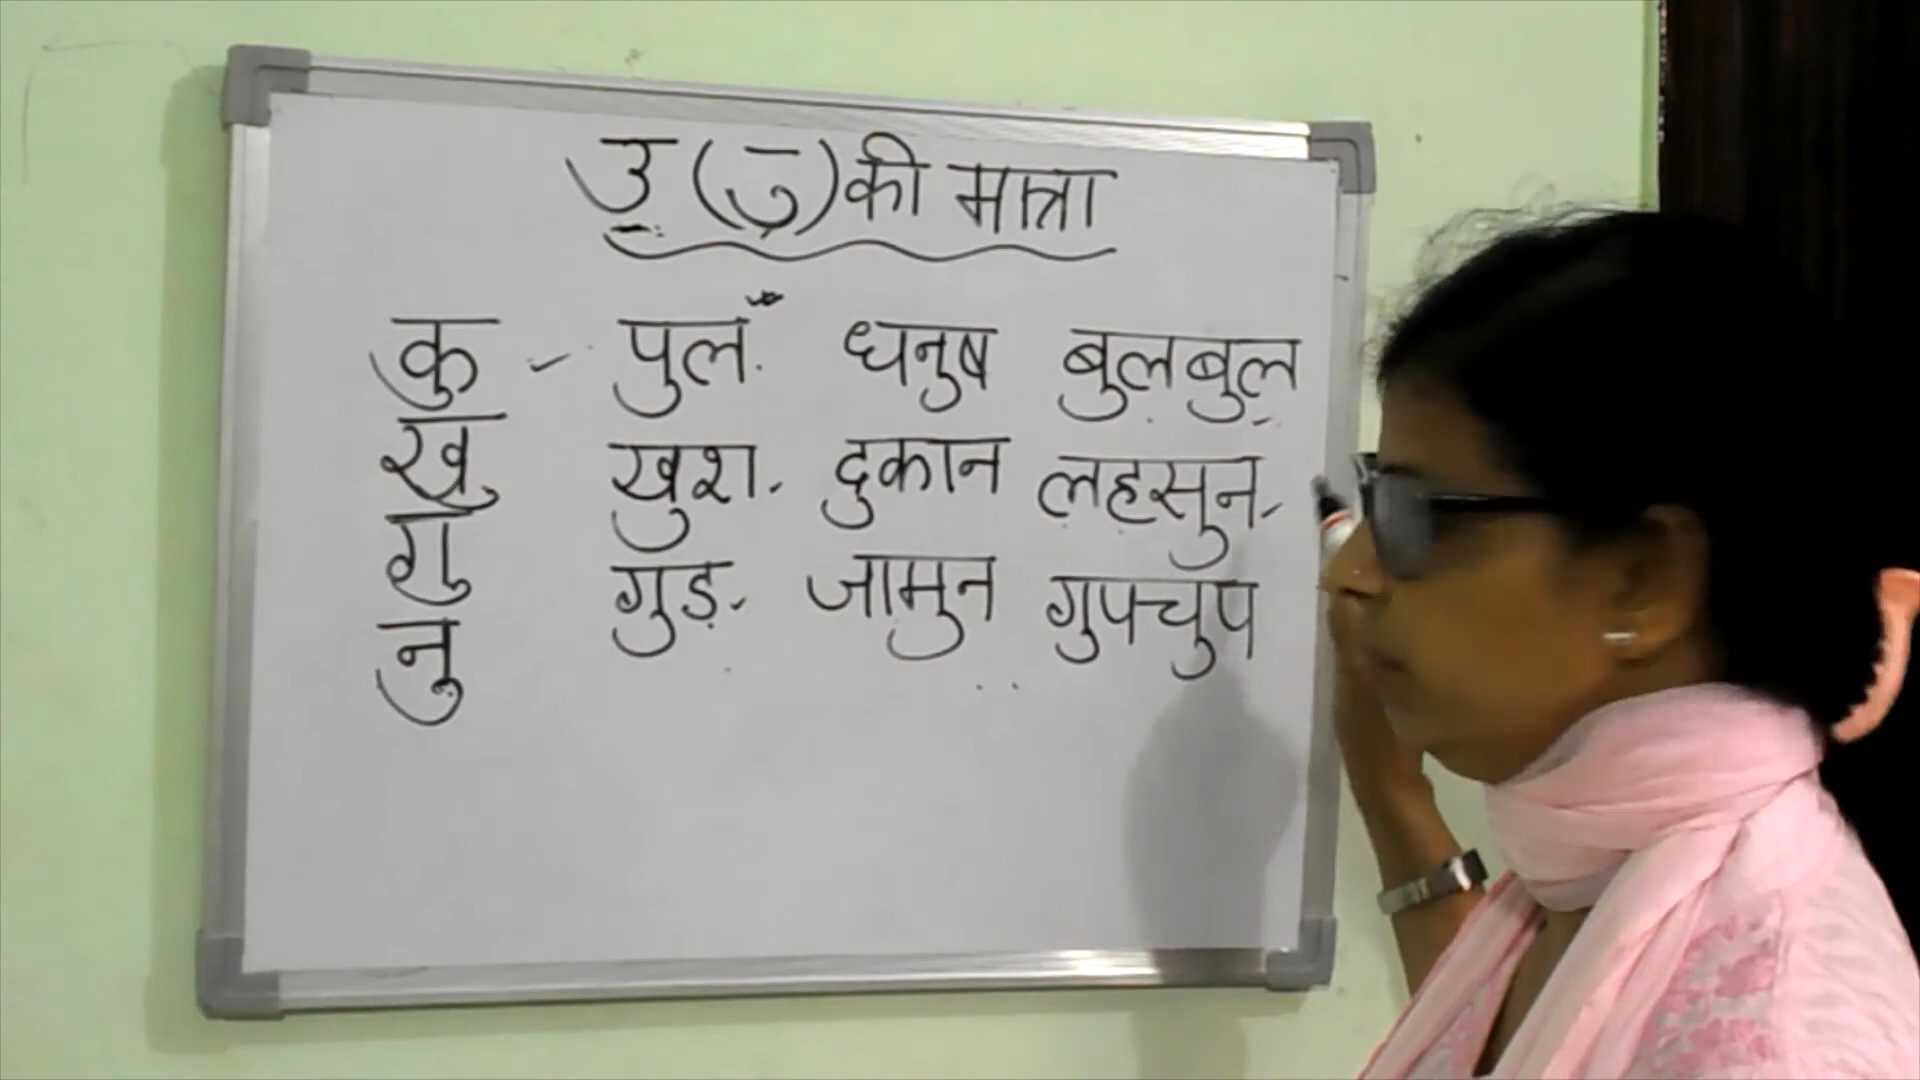 उ ( ु ) की मात्रा
कु - पुल धनुष बुलबुल
खु खुश दुकान लहसुन
गु गुड़ जामुन गुपचुप
नु